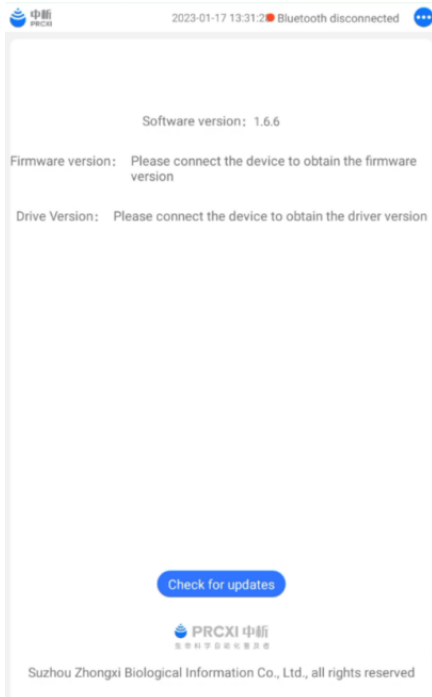 中析
PRCXI
2023-01-17 13:31:2
Bluetooth disconnected
Software version：1.6.6
Firmware version：
Please connect the device to obtain the firmware
version
Drive Version：
Please connect the device to obtain the driver version
Check for updates
PRCXI 中析
Suzhou Zhongxi Biological Information Co., Ltd., all rights reserved